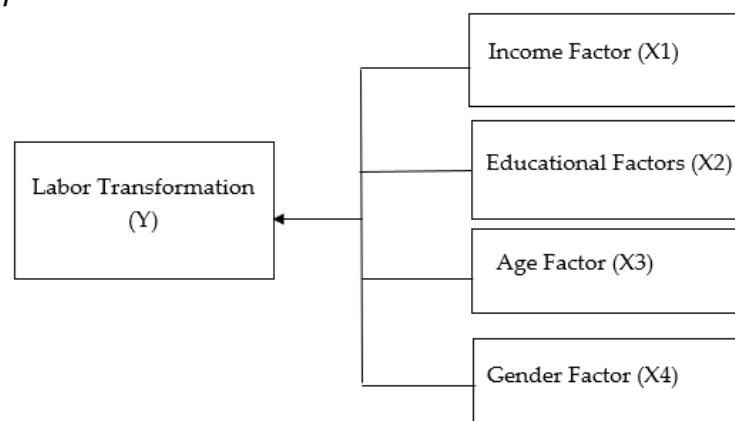 Income Factor (X1)
Educational Factors (X2)
Labor Transformation
(Y)
Age Factor (X3)
Gender Factor (X4)